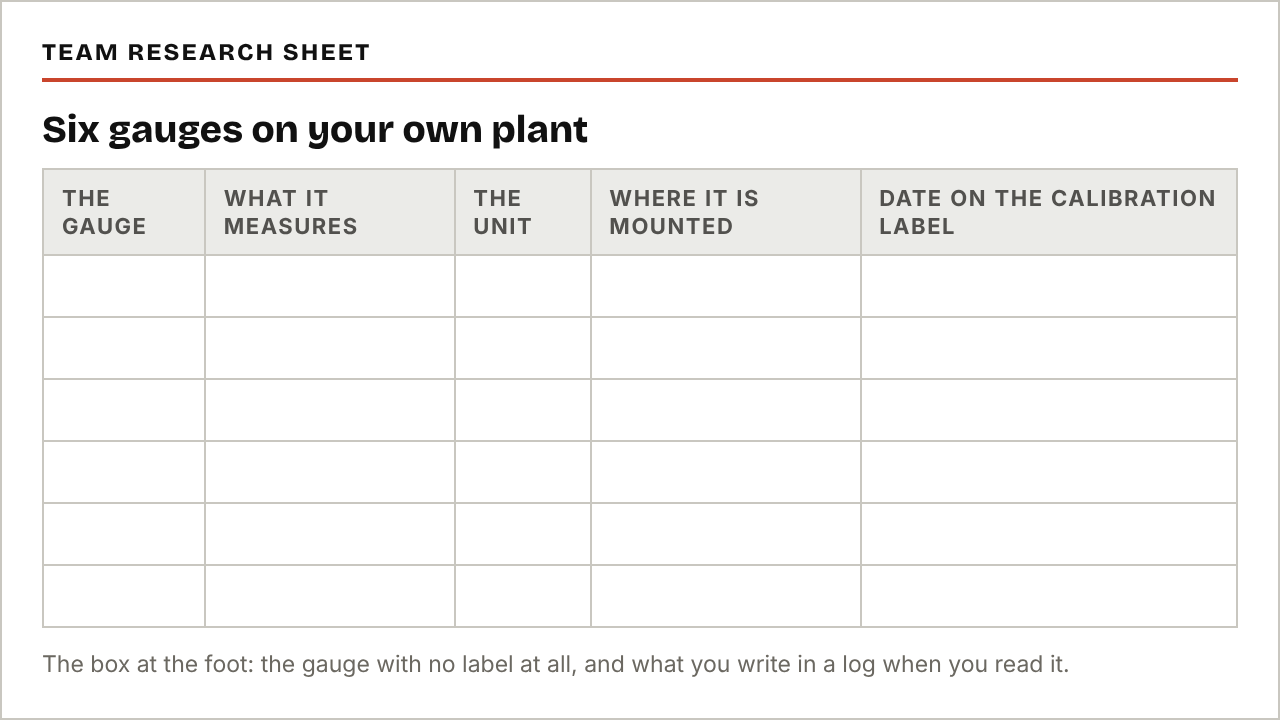 TEAM RESEARCH SHEET
Six gauges on your own plant
THE GAUGE
WHAT IT MEASURES
THE UNIT
WHERE IT IS MOUNTED
DATE ON THE CALIBRATION LABEL
The box at the foot: the gauge with no label at all, and what you write in a log when you read it.